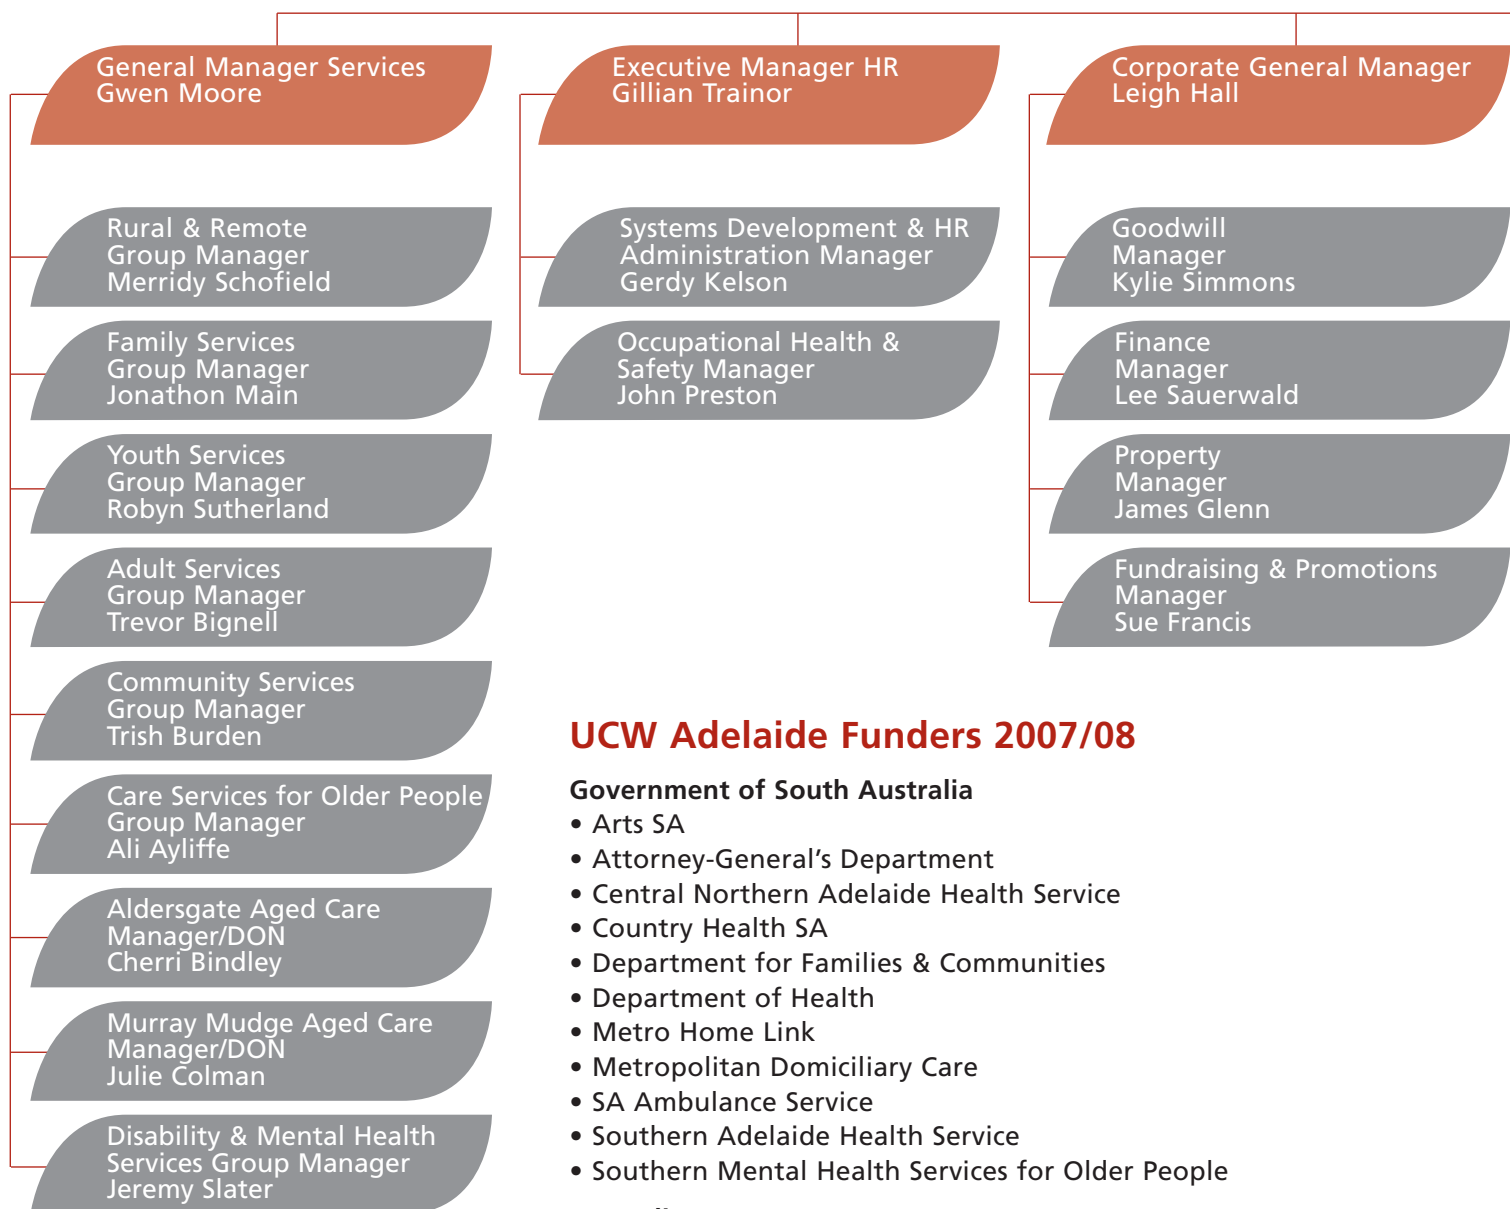 General Manager Services
Gwen Moore
Rural & Remote
Group Manager
Merridy Schofield
Family Services
Group Manager
Jonathon Main
Youth Services
Group Manager
Robyn Sutherland
Adult Services
Group Manager
Trevor Bignell
Community Services
Group Manager
Trish Burden
Care Services for Older People
Group Manager
Ali Ayliffe
Aldersgate Aged Care
Manager/DON
Cherri Bindley
Murray Mudge Aged Care
Manager/DON
Julie Colman
Disability & Mental Health
Services Group Manager
Jeremy Slater
Executive Manager HR
Gillian Trainor
Systems Development & HR
Administration Manager
Gerdy Kelson
Occupational Health &
Safety Manager
John Preston
Corporate General Manager
Leigh Hall
Goodwill
Manager
Kylie Simmons
Finance
Manager
Lee Sauerwald
Property
Manager
James Glenn
Fundraising & Promotions
Manager
Sue Francis
UCW Adelaide Funders 2007/08
Government of South Australia
• Arts SA
• Attorney-General’s Department
• Central Northern Adelaide Health Service
• Country Health SA
• Department for Families & Communities
• Department of Health
• Metro Home Link
• Metropolitan Domiciliary Care
• SA Ambulance Service
• Southern Adelaide Health Service
• Southern Mental Health Services for Older People